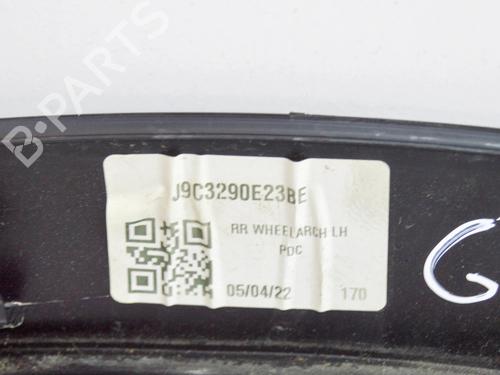 B-PARTS
J9C3290E23BE
RR WHEELARCH LH
PDC
05/04/22 170
G